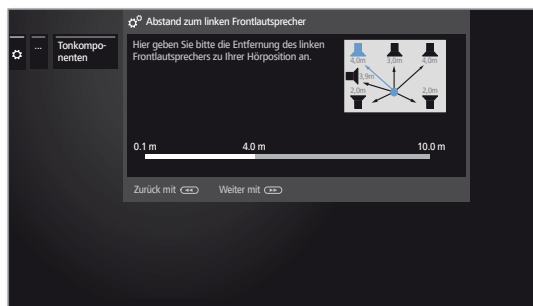 Abstand zum linken Frontlautsprecher
...
Tonkompo-
nenten
Hier geben Sie bitte die Entfernung des linken
Frontlautsprechers zu Ihrer Hörposition an.
4,0m 3,0m 4,0m
3,9m
2,0m 2,0m
0.1 m 4.0 m 10.0 m
Zurück mit Weiter mit